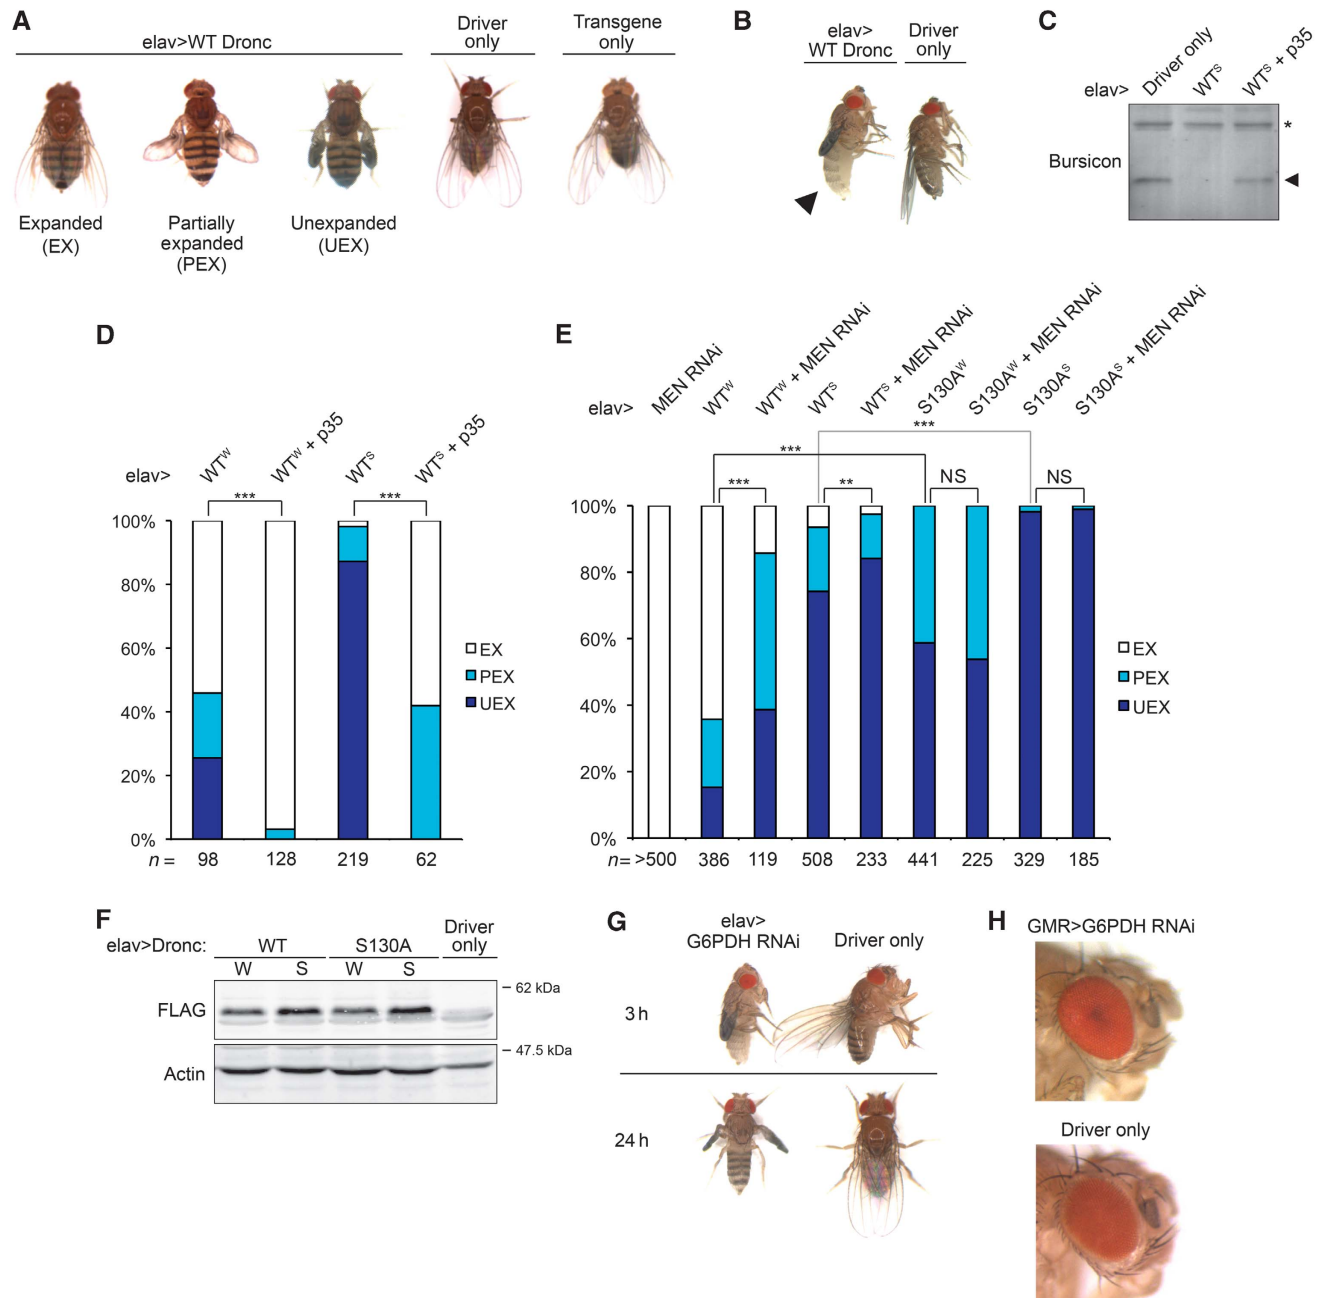 A
elav>WT Dronc
Driver only
Transgene only
Expanded (EX)
Partially expanded (PEX)
Unexpanded (UEX)
B
elav> WT Dronc
Driver only
C
elav>
Driver only
WTS
WTS + p35
Bursicon
*
D
elav>
WTW
WTW + p35
WTS
WTS + p35
***
***
100%
80%
60%
40%
20%
0%
EX
PEX
UEX
n = 98 128 219 62
E
elav>
MEN RNAi
WTW
WTW + MEN RNAi
WTS
WTS + MEN RNAi
S130AW
S130AW + MEN RNAi
S130AS
S130AS + MEN RNAi
***
***
***
**
NS
NS
100%
80%
60%
40%
20%
0%
EX
PEX
UEX
n= >500 386 119 508 233 441 225 329 185
F
elav>Dronc:
WT
S130A
Driver only
W S W S
FLAG
62 kDa
47.5 kDa
Actin
G
elav> G6PDH RNAi
Driver only
3 h
24 h
H
GMR>G6PDH RNAi
Driver only